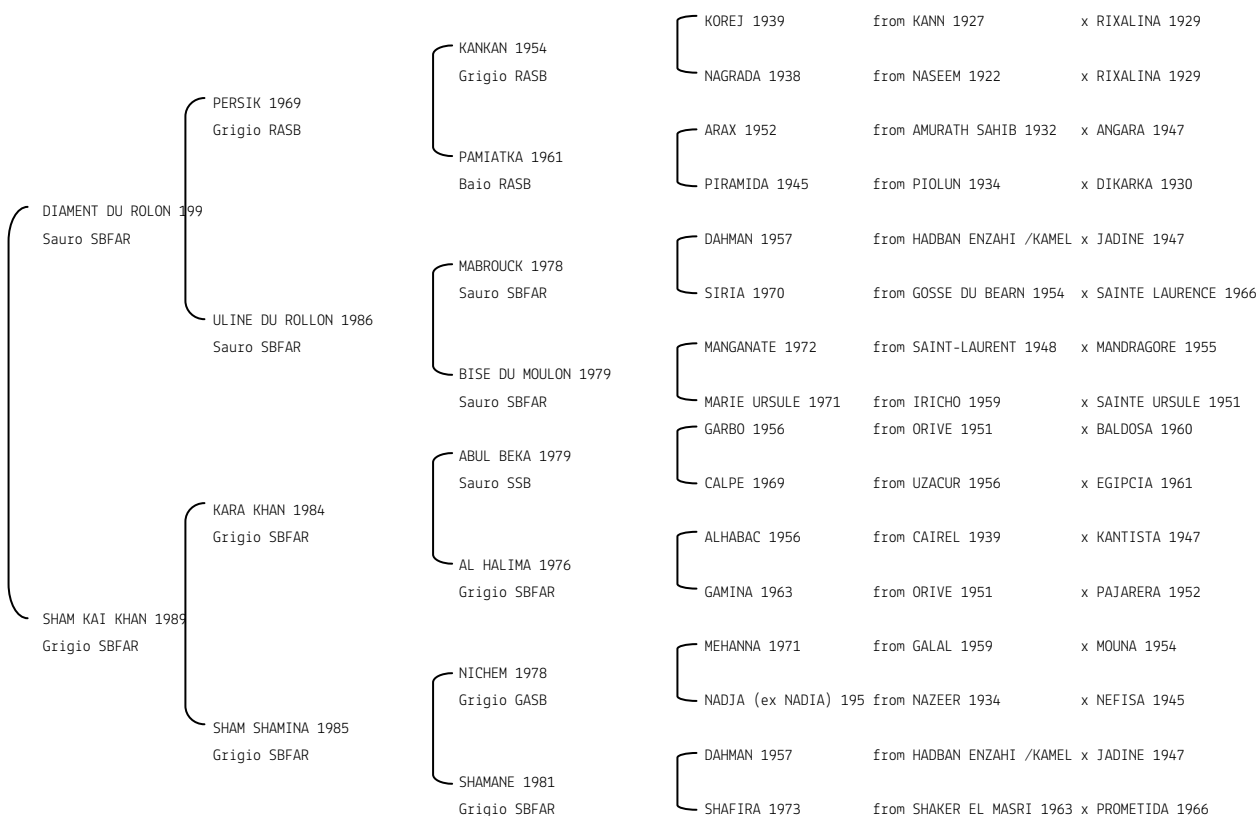 KOREJ 1939 from KANN 1927 x RIXALINA 1929
KANKAN 1954
Grigio RASB NAGRADA 1938 from NASEEM 1922 x RIXALINA 1929
PERSIK 1969
Grigio RASB ARAX 1952 from AMURATH SAHIB 1932 x ANGARA 1947
PAMIATKA 1961
Baio RASB PIRAMIDA 1945 from PIOLUN 1934 x DIKARKA 1930
DIAMENT DU ROLON 199
Sauro SBFAR DAHMAN 1957 from HADBAN ENZAHI /KAMEL x JADINE 1947
MABROUCK 1978
Sauro SBFAR SIRIA 1970 from GOSSE DU BEARN 1954 x SAINTE LAURENCE 1966
ULINE DU ROLLON 1986
Sauro SBFAR MANGANATE 1972 from SAINT-LAURENT 1948 x MANDRAGORE 1955
BISE DU MOULON 1979
Sauro SBFAR MARIE URSULE 1971 from IRICHO 1959 x SAINTE URSULE 1951
GARBO 1956 from ORIVE 1951 x BALDOSA 1960
ABUL BEKA 1979
Sauro SSB CALPE 1969 from UZACUR 1956 x EGIPCIA 1961
KARA KHAN 1984
Grigio SBFAR ALHABAC 1956 from CAIREL 1939 x KANTISTA 1947
AL HALIMA 1976
Grigio SBFAR GAMINA 1963 from ORIVE 1951 x PAJARERA 1952
SHAM KAI KHAN 1989
Grigio SBFAR MEHANNA 1971 from GALAL 1959 x MOUNA 1954
NICHEM 1978
Grigio GASB NADJA (ex NADIA) 195 from NAZEER 1934 x NEFISA 1945
SHAM SHAMINA 1985
Grigio SBFAR DAHMAN 1957 from HADBAN ENZAHI /KAMEL x JADINE 1947
SHAMANE 1981
Grigio SBFAR SHAFIRA 1973 from SHAKER EL MASRI 1963 x PROMETIDA 1966